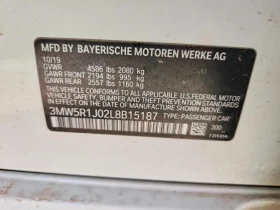 MFD. BY BAYERISCHE MOTOREN WERKE AG
10/19
GVWR 4586 lbs 2080 kg
GAWR FRONT 2194 lbs 995 kg
GAWR REAR 2557 lbs 1160 kg
THIS VEHICLE CONFORMS TO ALL APPLICABLE
FEDERAL MOTOR VEHICLE SAFETY, BUMPER, AND
THEFT PREVENTION STANDARDS IN EFFECT ON THE
DATE OF MANUFACTURE SHOWN ABOVE.
3MW5R1J02L8B15187 TYPE: PASSENGER CAR
300